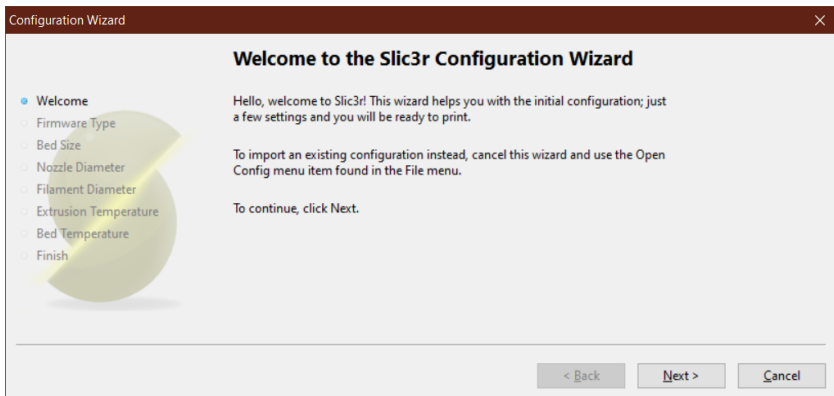 Configuration Wizard
Welcome to the Slic3r Configuration Wizard
Welcome
Firmware Type
Bed Size
Nozzle Diameter
Filament Diameter
Extrusion Temperature
Bed Temperature
Finish
Hello, welcome to Slic3r! This wizard helps you with the initial configuration; just
a few settings and you will be ready to print.
To import an existing configuration instead, cancel this wizard and use the Open
Config menu item found in the File menu.
To continue, click Next.
< Back
Next >
Cancel